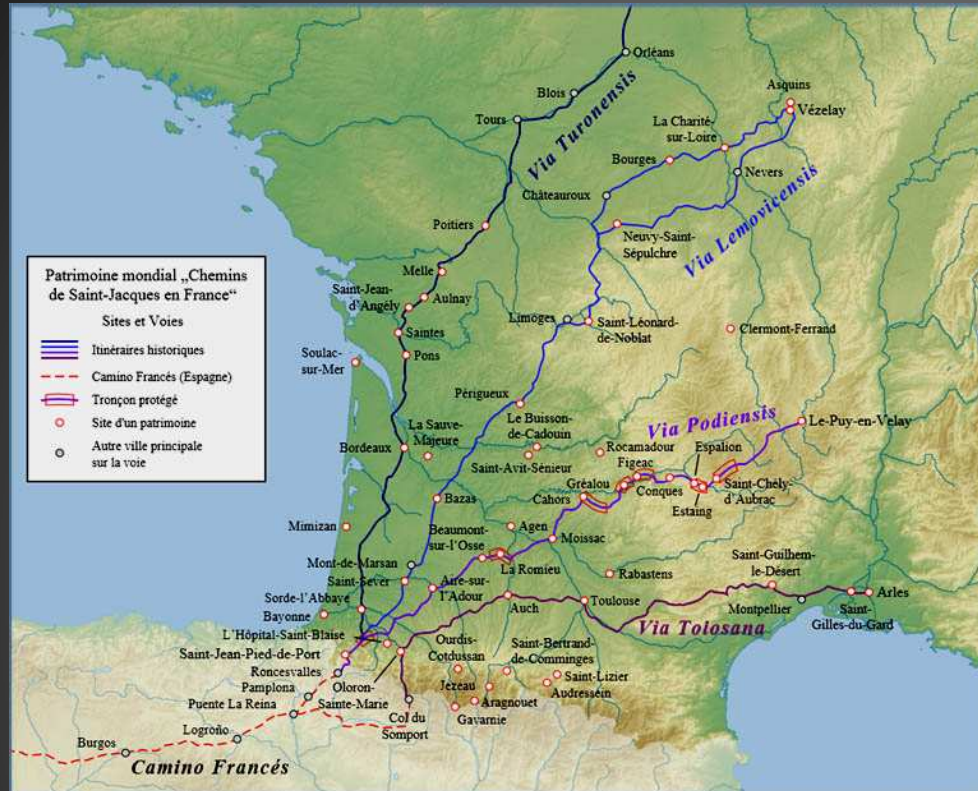 Orléans
Blois
Tours
Via Turonensis
Asquins
Vézelay
La Charité-
sur-Loire
Bourges
Nevers
Châteauroux
Via Lemovicensis
Poitiers
Neuvy-Saint-
Sépulchre
Patrimoine mondial „Chemins
de Saint-Jacques en France“
Sites et Voies
Itinéraires historiques
Camino Francés (Espagne)
Tronçon protégé
Site d'un patrimoine
Autre ville principale
sur la voie
Melle
Saint-Jean-
d'Angély
Aulnay
Saintes
Pons
Limoges
Saint-Léonard-
de-Noblat
Clermont-Ferrand
Soulac-
sur-Mer
Périgueux
Le Buisson-
de-Cadouin
Via Podiensis
Le-Puy-en-Velay
La Sauve-
Majeure
Bordeaux
Saint-Avit-Sénieur
Rocamadour
Figeac
Espalion
Gréalou
Cahors
Conques
Estaing
Saint-Chély-
d'Aubrac
Bazas
Mimizan
Beaumont-
sur-l'Osse
Agen
Moissac
Mont-de-Marsan
La Romieu
Rabastens
Saint-Guilhem-
le-Désert
Saint-Sever
Aire-sur-
l'Adour
Sorde-l'Abbaye
Bayonne
Auch
Toulouse
Montpellier
Arles
Saint-
Gilles-du-Gard
Via Tolosana
L'Hôpital-Saint-Blaise
Saint-Jean-Pied-de-Port
Roncesvalles
Ourdis-
Cotdussan
Saint-Bertrand-
de-Comminges
Saint-Lizier
Audressein
Pamplona
Puente La Reina
Oloron-
Sainte-Marie
Jezeau
Aragnouet
Gavarnie
Col du
Somport
Logroño
Burgos
Camino Francés